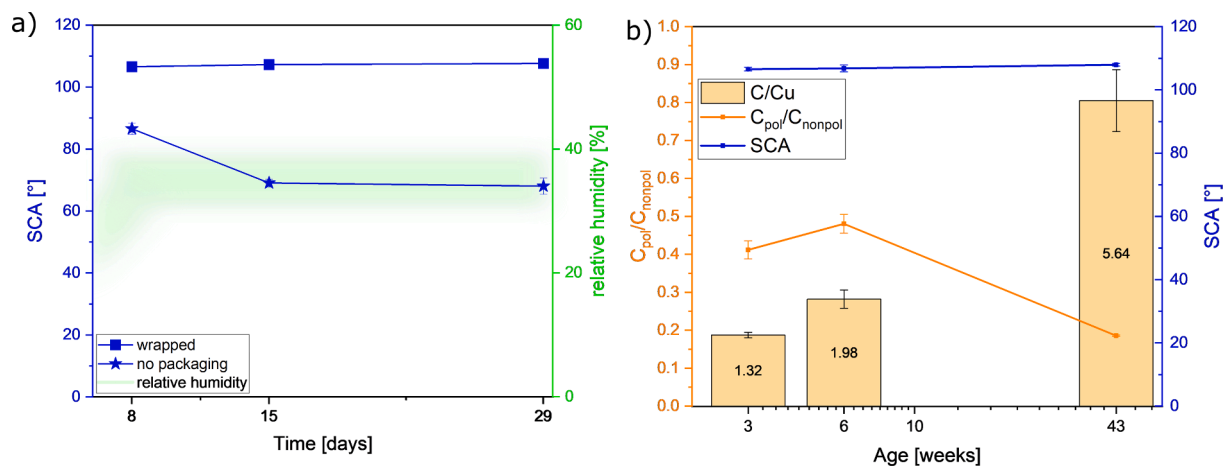 a)
120
100
80
60
40
20
0
SCA [°]
60
40
20
0
relative humidity [%]
wrapped
no packaging
relative humidity
8
15
29
Time [days]
b)
1.0
0.9
0.8
0.7
0.6
0.5
0.4
0.3
0.2
0.1
0.0
Cpol/Cnonpol
C/Cu
Cpol/Cnonpol
SCA
1.32
1.98
5.64
120
100
80
60
40
20
0
SCA [°]
3
6
10
43
Age [weeks]